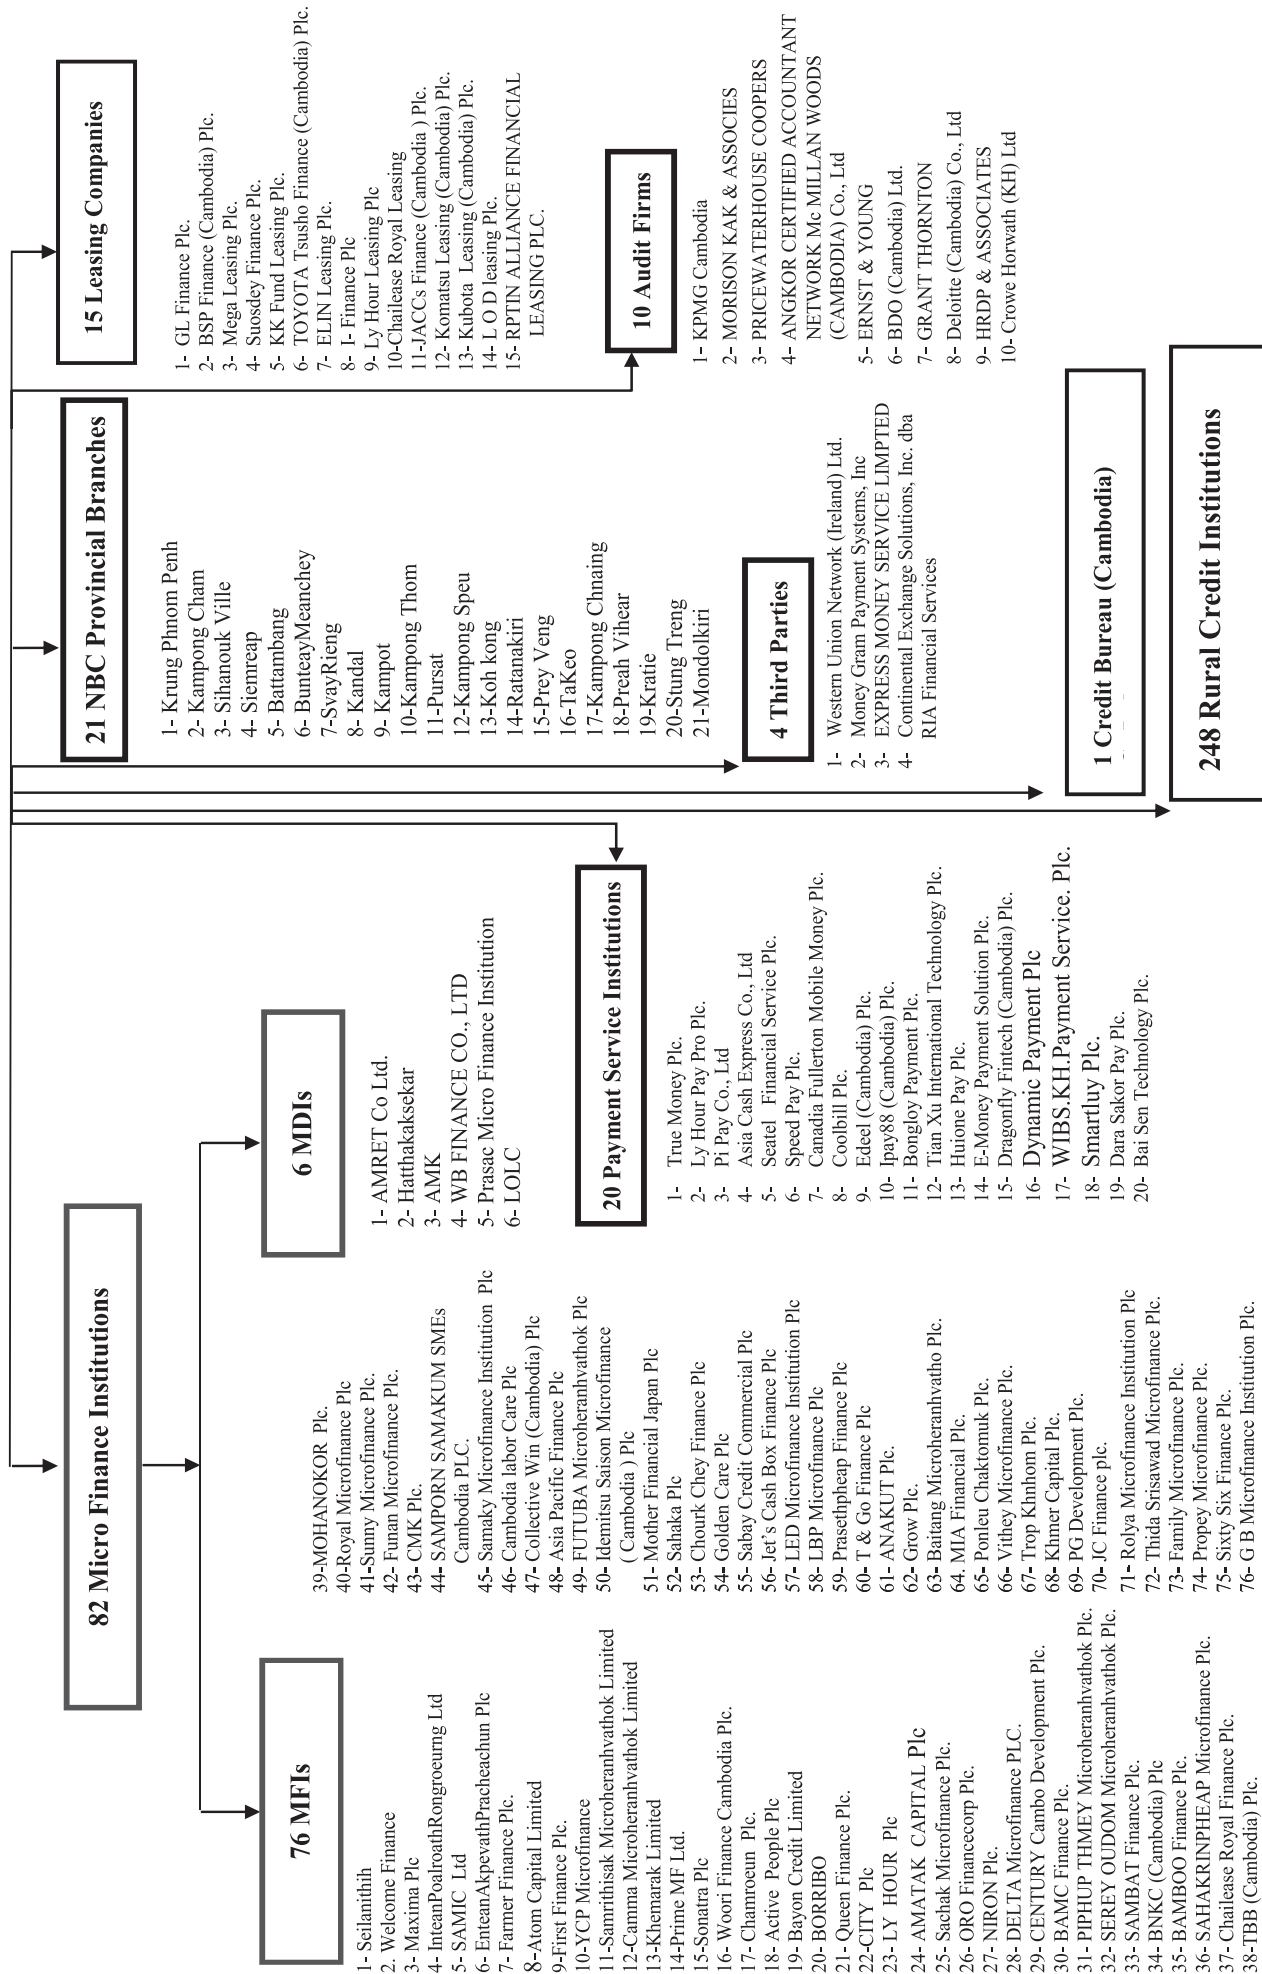 82 Micro Finance Institutions
76 MFIs
1- Seilanithih
2. Welcome Finance
3- Maxima Plc
4- InteanPoalroathRongroeurng Ltd
5- SAMIC Ltd
6- EnteanAkpevathPracheachun Plc
7- Farmer Finance Plc.
8-Atom Capital Limited
9-First Finance Plc.
10-YCP Microfinance
11-Samrithisak Microheranhvathok Limited
12-Camma Microheranhvathok Limited
13-Khemarak Limited
14-Prime MF Ltd.
15-Sonatra Plc
16- Woori Finance Cambodia Plc.
17- Chamroeun Plc.
18- Active People Plc
19- Bayon Credit Limited
20- BORRIBO
21- Queen Finance Plc.
22-CITY Plc
23- LY HOUR Plc
24- AMATAK CAPITAL Plc
25- Sachak Microfinance Plc.
26- ORO Financecorp Plc.
27- NIRON Plc.
28- DELTA Microfinance PLC.
29- CENTURY Cambo Development Plc.
30- BAMC Finance Plc.
31- PIPHUP THMEY Microheranhvathok Plc.
32- SEREY OUDOM Microheranhvathok Plc.
33- SAMBAT Finance Plc.
34- BNKC (Cambodia) Plc
35- BAMBOO Finance Plc.
36- SAHAKRINPHEAP Microfinance Plc.
37- Chailease Royal Finance Plc.
38-TBB (Cambodia) Plc.
39-MOHANOKOR Plc.
40-Royal Microfinance Plc
41-Sunny Microfinance Plc.
42- Funan Microfinance Plc.
43- CMK Plc.
44- SAMPORN SAMAKUM SMEs
Cambodia PLC.
45- Samaky Microfinance Institution Plc
46- Cambodia labor Care Plc
47- Collective Win (Cambodia) Plc
48- Asia Pacific Finance Plc
49- FUTUBA Microheranhvathok Plc
50- Idemitsu Saison Microfinance
( Cambodia ) Plc
51- Mother Financial Japan Plc
52- Sahaka Plc
53- Chourk Chey Finance Plc
54- Golden Care Plc
55- Sabay Credit Commercial Plc
56- Jet's Cash Box Finance Plc
57- LED Microfinance Institution Plc
58- LBP Microfinance Plc
59- Prasethpheap Finance Plc
60- T & Go Finance Plc
61- ANAKUT Plc.
62- Grow Plc.
63- Baitang Microheranhvatho Plc.
64. MIA Financial Plc.
65- Ponleu Chaktomuk Plc.
66- Vithey Microfinance Plc.
67- Trop Khnhom Plc.
68- Khmer Capital Plc.
69- PG Development Plc.
70- JC Finance plc.
71- Rolya Microfinance Institution Plc
72- Thida Srisawad Microfinance Plc.
73- Family Microfinance Plc.
74- Propey Microfinance Plc.
75- Sixty Six Finance Plc.
76- G B Microfinance Institution Plc.
6 MDIs
1- AMRET Co Ltd.
2- Hatthakaksekar
3- AMK
4- WB FINANCE CO., LTD
5- Prasac Micro Finance Institution
6- LOLC
20 Payment Service Institutions
1- True Money Plc.
2- Ly Hour Pay Pro Plc.
3- Pi Pay Co., Ltd
4- Asia Cash Express Co., Ltd
5- Seatel Financial Service Plc.
6- Speed Pay Plc.
7- Canadia Fullerton Mobile Money Plc.
8- Coolbill Plc.
9- Edeel (Cambodia) Plc.
10- Ipay88 (Cambodia) Plc.
11- Bongloy Payment Plc.
12- Tian Xu International Technology Plc.
13- Huione Pay Plc.
14- E-Money Payment Solution Plc.
15- Dragonfly Fintech (Cambodia) Plc.
16- Dynamic Payment Plc
17- WIBS.KH.Payment Service. Plc.
18- Smartluy Plc.
19- Dara Sakor Pay Plc.
20- Bai Sen Technology Plc.
21 NBC Provincial Branches
1- Krung Phnom Penh
2- Kampong Cham
3- Sihanouk Ville
4- Siemreap
5- Battambang
6- BunteayMeanchey
7-SvayRieng
8- Kandal
9- Kampot
10-Kampong Thom
11-Pursat
12-Kampong Speu
13-Koh kong
14-Ratanakiri
15-Prey Veng
16-TaKeo
17-Kampong Chnaing
18-Preah Vihear
19-Kratie
20-Stung Treng
21-Mondolkiri
4 Third Parties
1- Western Union Network (Ireland) Ltd.
2- Money Gram Payment Systems, Inc
3- EXPRESS MONEY SERVICE LIMPTED
4- Continental Exchange Solutions, Inc. dba
RIA Financial Services
1 Credit Bureau (Cambodia)
248 Rural Credit Institutions
15 Leasing Companies
1- GL Finance Plc.
2- BSP Finance (Cambodia) Plc.
3- Mega Leasing Plc.
4- Suosdey Finance Plc.
5- KK Fund Leasing Plc.
6- TOYOTA Tsusho Finance (Cambodia) Plc.
7- ELIN Leasing Plc.
8- I- Finance Plc
9- Ly Hour Leasing Plc
10-Chailease Royal Leasing
11-JACCs Finance (Cambodia ) Plc.
12- Komatsu Leasing (Cambodia) Plc.
13- Kubota Leasing (Cambodia) Plc.
14- L O D leasing Plc.
15- RPTIN ALLIANCE FINANCIAL
LEASING PLC.
10 Audit Firms
1- KPMG Cambodia
2- MORISON KAK & ASSOCIES
3- PRICEWATERHOUSE COOPERS
4- ANGKOR CERTIFIED ACCOUNTANT
NETWORK Mc MILLAN WOODS
(CAMBODIA) Co., Ltd
5- ERNST & YOUNG
6- BDO (Cambodia) Ltd.
7- GRANT THORNTON
8- Deloitte (Cambodia) Co., Ltd
9- HRDP & ASSOCIATES
10- Crowe Horwath (KH) Ltd